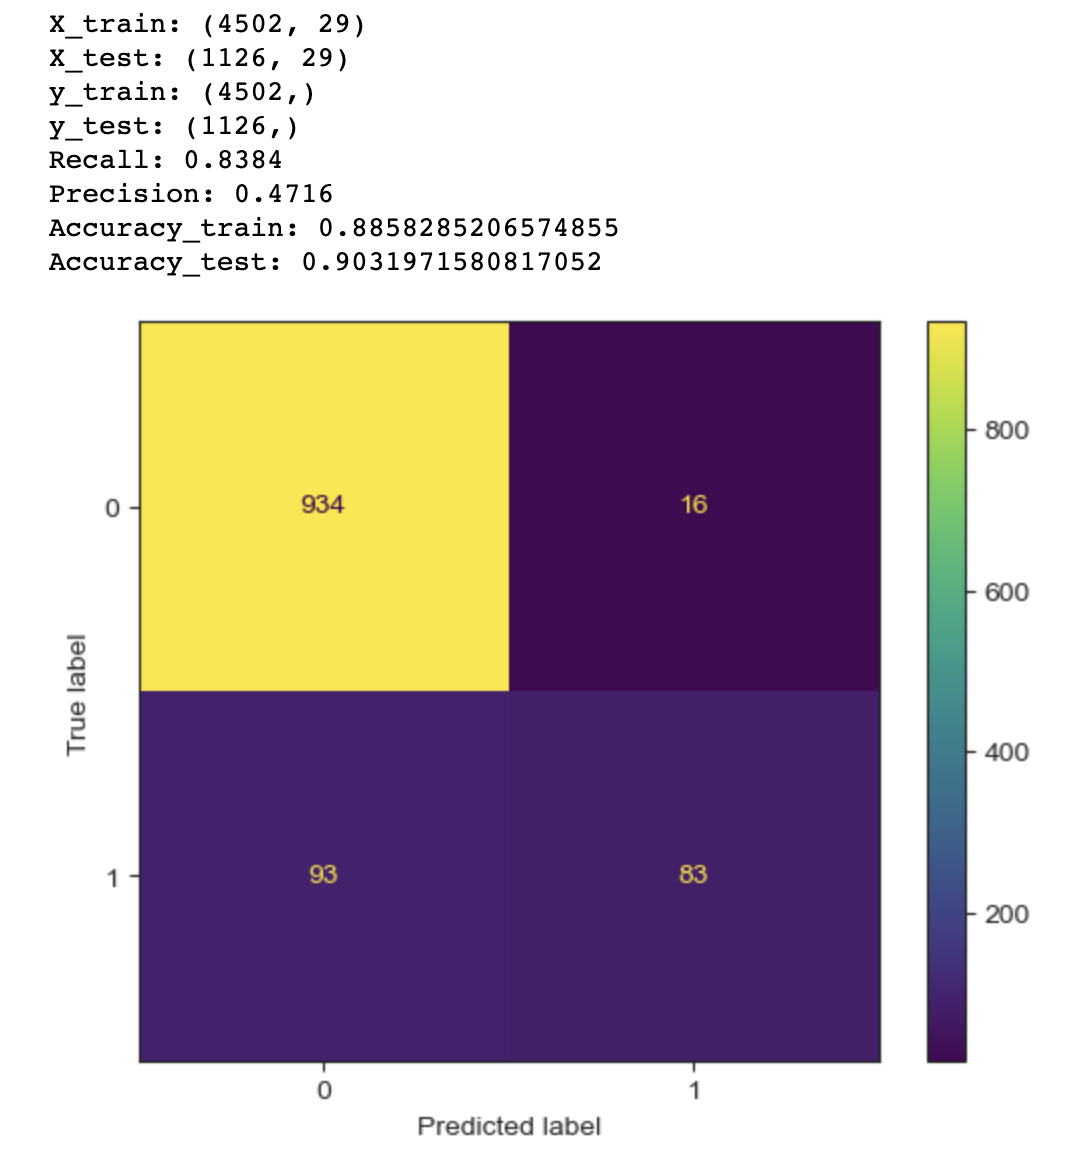 X_train: (4502, 29)
X_test: (1126, 29)
y_train: (4502,)
y_test: (1126,)
Recall: 0.8384
Precision: 0.4716
Accuracy_train: 0.8858285206574855
Accuracy_test: 0.9031971580817052
800
0
934
16
600
True label
400
1
93
83
200
0
1
Predicted label